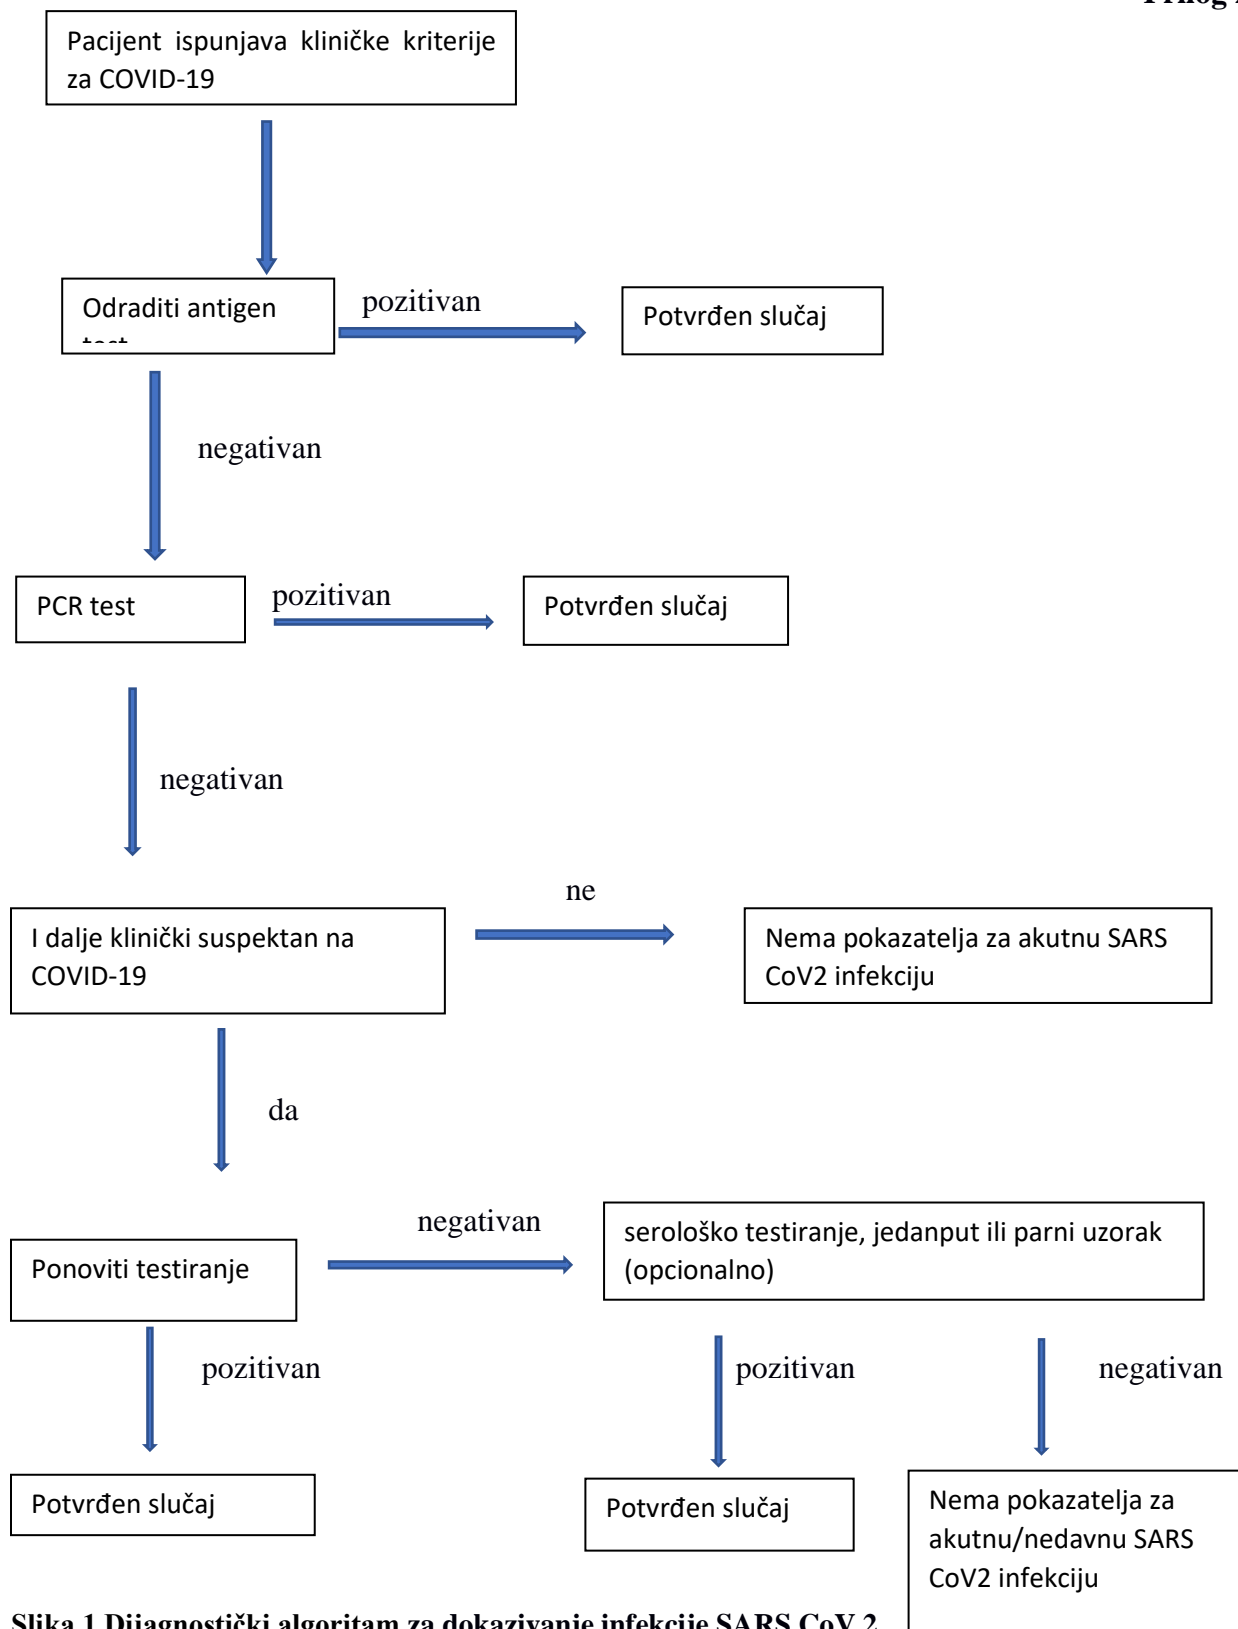 Pacijent ispunjava kliničke kriterije
za COVID-19
Odraditi antigen
test
pozitivan
Potvrđen slučaj
negativan
PCR test
pozitivan
Potvrđen slučaj
negativan
I dalje klinički suspektan na
COVID-19
ne
Nema pokazatelja za akutnu SARS
CoV2 infekciju
da
Ponoviti testiranje
negativan
serološko testiranje, jedanput ili parni uzorak
(opcionalno)
pozitivan
pozitivan
negativan
Potvrđen slučaj
Potvrđen slučaj
Nema pokazatelja za
akutnu/nedavnu SARS
CoV2 infekciju
Slika 1 Dijagnostički algoritam za dokazivanje infekcije SARS CoV 2